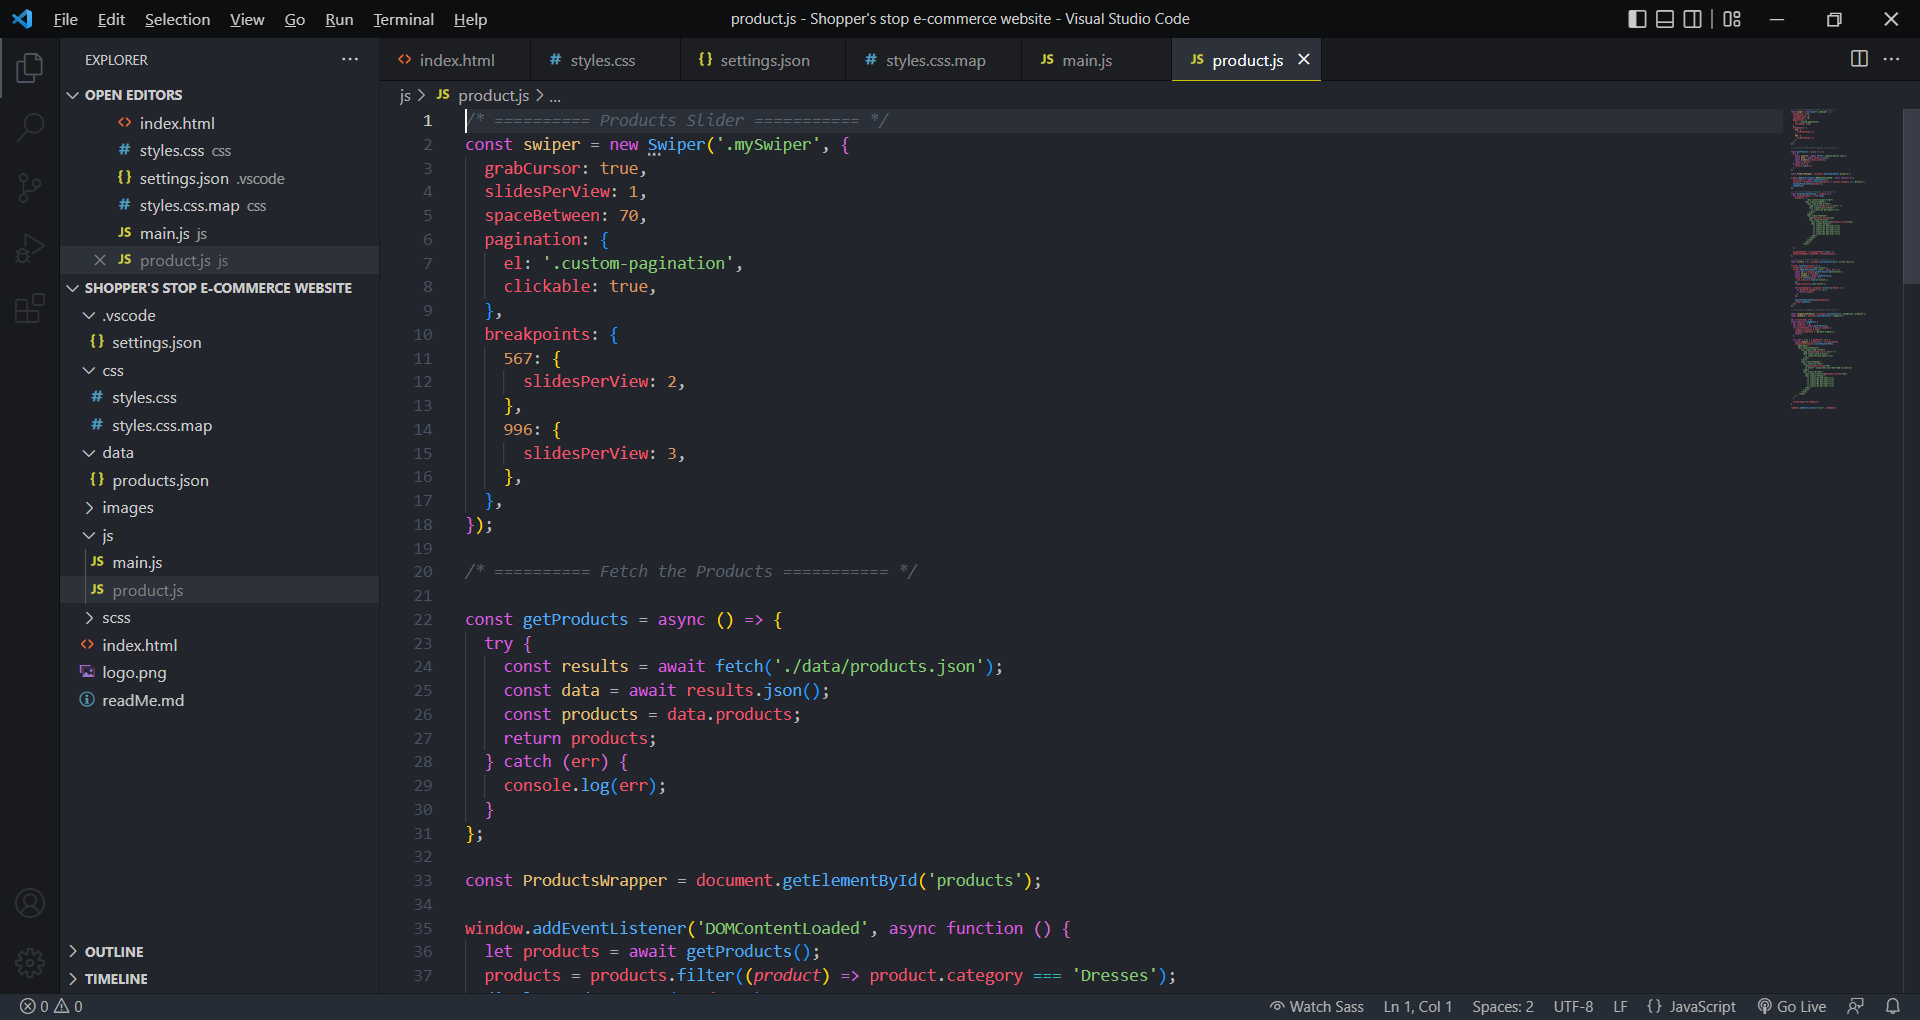 File Edit Selection View Go Run Terminal Help
product.js - Shopper's stop e-commerce website - Visual Studio Code
EXPLORER
OPEN EDITORS
index.html
styles.css css
settings.json .vscode
styles.css.map css
main.js js
product.js js
SHOPPER'S STOP E-COMMERCE WEBSITE
.vscode
settings.json
css
styles.css
styles.css.map
data
products.json
images
js
main.js
product.js
scss
index.html
logo.png
readMe.md
OUTLINE
TIMELINE
index.html styles.css settings.json styles.css.map main.js product.js
js > product.js > ...
1 /* ========== Products Slider =========== */
2 const swiper = new Swiper('.mySwiper', {
3   grabCursor: true,
4   slidesPerView: 1,
5   spaceBetween: 70,
6   pagination: {
7     el: '.custom-pagination',
8     clickable: true,
9   },
10   breakpoints: {
11     567: {
12       slidesPerView: 2,
13     },
14     996: {
15       slidesPerView: 3,
16     },
17   },
18 });
19
20 /* ========== Fetch the Products =========== */
21
22 const getProducts = async () => {
23   try {
24     const results = await fetch('./data/products.json');
25     const data = await results.json();
26     const products = data.products;
27     return products;
28   } catch (err) {
29     console.log(err);
30   }
31 };
32
33 const ProductsWrapper = document.getElementById('products');
34
35 window.addEventListener('DOMContentLoaded', async function () {
36   let products = await getProducts();
37   products = products.filter((product) => product.category === 'Dresses');
0 0
Watch Sass Ln 1, Col 1 Spaces: 2 UTF-8 LF {} JavaScript Go Live